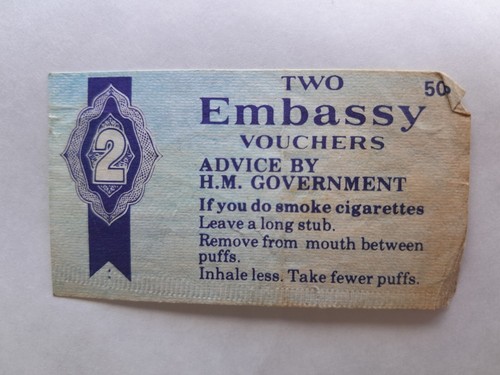 TWO
50
Embassy
VOUCHERS
2
ADVICE BY
H.M. GOVERNMENT
If you do smoke cigarettes
Leave a long stub.
Remove from mouth between
puffs.
Inhale less. Take fewer puffs.